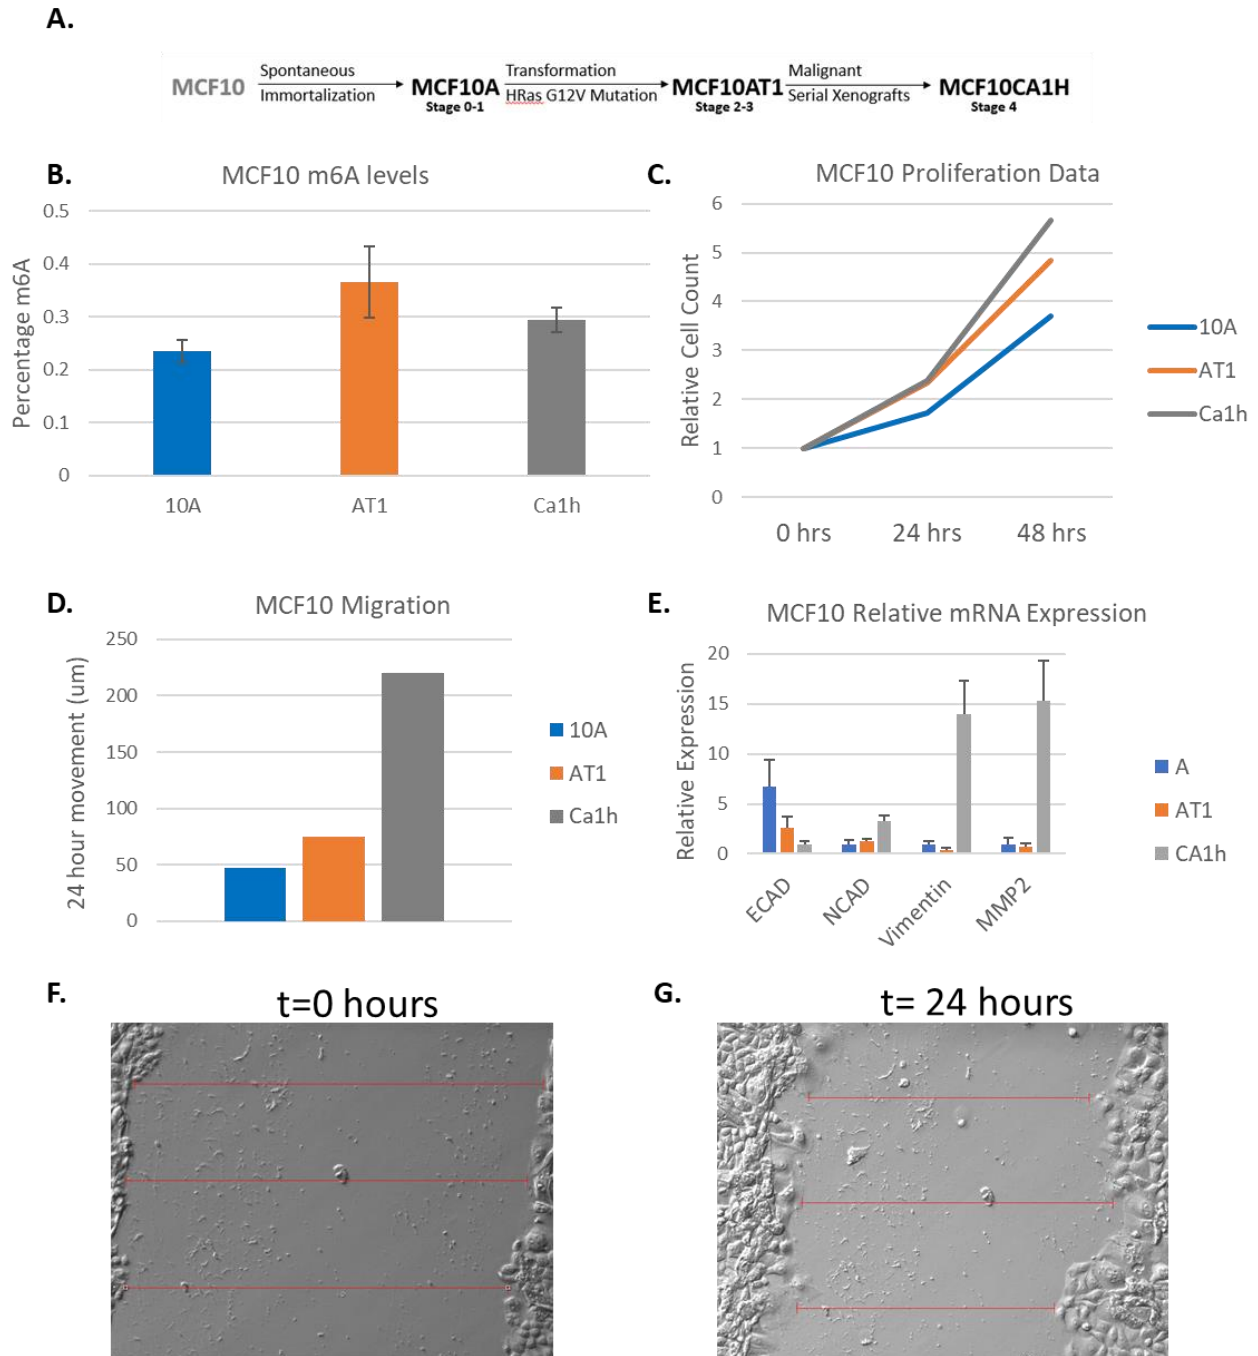 A.
MCF10
Spontaneous
Immortalization
MCF10A
Stage 0-1
Transformation
HRas G12V Mutation
MCF10AT1
Stage 2-3
Malignant
Serial Xenografts
MCF10CA1H
Stage 4
B.
MCF10 m6A levels
Percentage m6A
0.5
0.4
0.3
0.2
0.1
0
10A
AT1
Ca1h
C.
MCF10 Proliferation Data
Relative Cell Count
6
5
4
3
2
1
0
0 hrs
24 hrs
48 hrs
10A
AT1
Ca1h
D.
MCF10 Migration
24 hour movement (um)
250
200
150
100
50
0
10A
AT1
Ca1h
E.
MCF10 Relative mRNA Expression
Relative Expression
20
15
10
5
0
ECAD
NCAD
Vimentin
MMP2
A
AT1
CA1h
F.
t=0 hours
G.
t= 24 hours